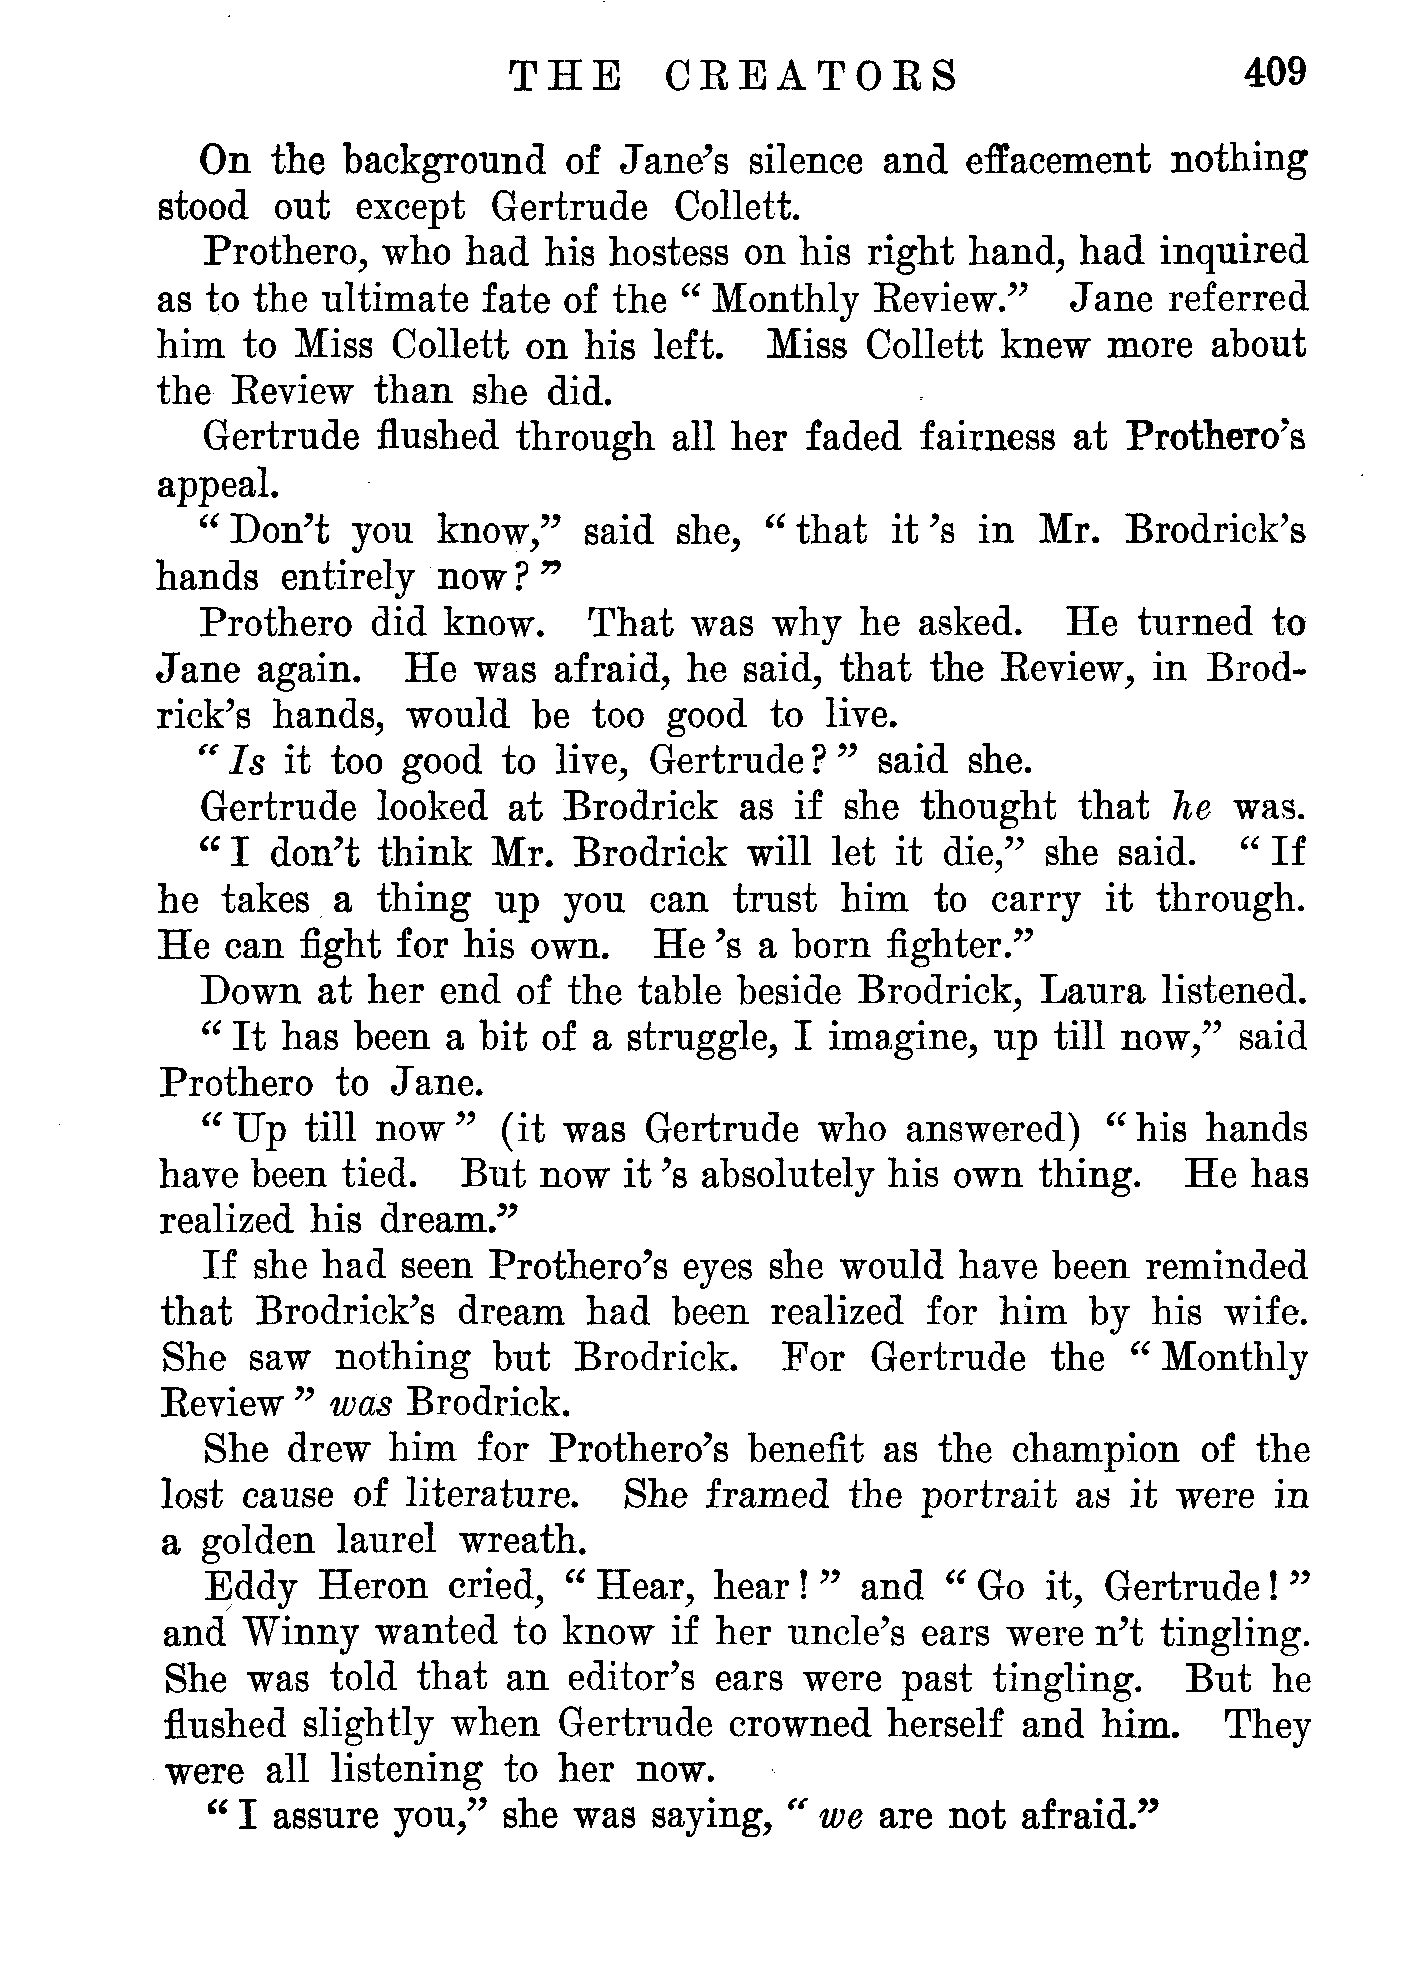 THE CREATORS 409
On the background of Jane's silence and effacement nothing
stood out except Gertrude Collett.
Prothero, who had his hostess on his right hand, had inquired
as to the ultimate fate of the "Monthly Review." Jane referred
him to Miss Collett on his left. Miss Collett knew more about
the Review than she did.
Gertrude flushed through all her faded fairness at Prothero's
appeal.
"Don't you know," said she, "that it 's in Mr. Brodrick's
hands entirely now?"
Prothero did know. That was why he asked. He turned to
Jane again. He was afraid, he said, that the Review, in Brod-
rick's hands, would be too good to live.
"Is it too good to live, Gertrude?" said she.
Gertrude looked at Brodrick as if she thought that he was.
"I don't think Mr. Brodrick will let it die," she said. "If
he takes a thing up you can trust him to carry it through.
He can fight for his own. He 's a born fighter."
Down at her end of the table beside Brodrick, Laura listened.
"It has been a bit of a struggle, I imagine, up till now," said
Prothero to Jane.
"Up till now" (it was Gertrude who answered) "his hands
have been tied. But now it 's absolutely his own thing. He has
realized his dream."
If she had seen Prothero's eyes she would have been reminded
that Brodrick's dream had been realized for him by his wife.
She saw nothing but Brodrick. For Gertrude the "Monthly
Review" was Brodrick.
She drew him for Prothero's benefit as the champion of the
lost cause of literature. She framed the portrait as it were in
a golden laurel wreath.
Eddy Heron cried, "Hear, hear!" and "Go it, Gertrude!"
and Winny wanted to know if her uncle's ears were n't tingling.
She was told that an editor's ears were past tingling. But he
flushed slightly when Gertrude crowned herself and him. They
were all listening to her now.
"I assure you," she was saying, "we are not afraid."